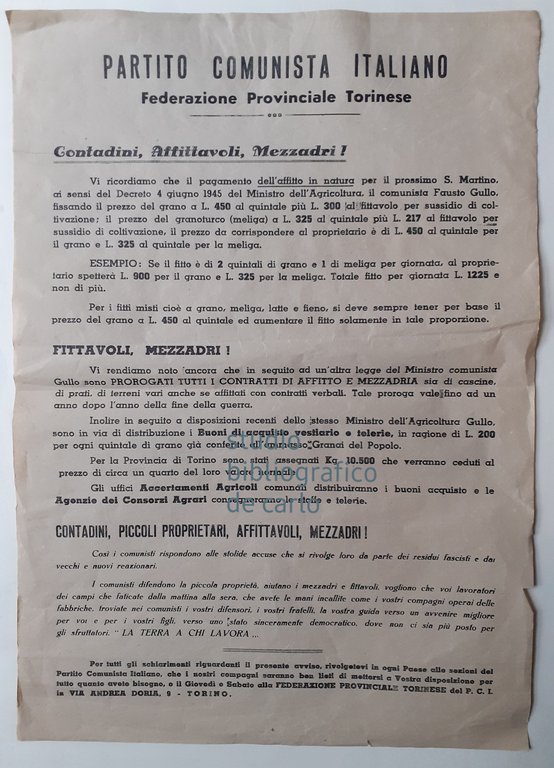 PARTITO COMUNISTA ITALIANO
Federazione Provinciale Torinese
Contadini, Affittavoli, Mezzadri !
Vi ricordiamo che il pagamento dell'affitto in natura per il prossimo S. Martino,
ai sensi del Decreto 4 giugno 1945 del Ministro dell'Agricoltura, il comunista Fausto Gullo,
fissando il prezzo del grano a L. 450 al quintale più L. 300 al fittavolo per sussidio di col-
tivazione; il prezzo del granoturco (meliga) a L. 325 al quintale più L. 217 al fittavolo per
sussidio di coltivazione, il prezzo da corrispondere al proprietario è di L. 450 al quintale per
il grano e L. 325 al quintale per la meliga.
ESEMPIO: Se il fitto è di 2 quintali di grano e 1 di meliga per giornata, al proprie-
tario spetterà L. 900 per il grano e L. 325 per la meliga. Totale fitto per giornata L. 1225 e
non di più.
Per i fitti misti cioè a grano, meliga, latte e fieno, si deve sempre tener per base il
prezzo del grano a L. 450 al quintale ed aumentare il fitto solamente in tale proporzione.
FITTAVOLI, MEZZADRI !
Vi rendiamo noto ancora che in seguito ad un'altra legge del Ministro comunista
Gullo sono PROROGATI TUTTI I CONTRATTI DI AFFITTO E MEZZADRIA sia di cascine,
di prati, di terreni vari anche se affittati con contratti verbali. Tale proroga vale fino ad un
anno dopo l'anno della fine della guerra.
Inoltre in seguito a disposizioni recenti dello stesso Ministro dell'Agricoltura Gullo,
sono in via di distribuzione i Buoni di acquisto vestiario e telerie, in ragione di L. 200
per ogni quintale di grano già conferito all'ammasso "Granai del Popolo.
Per la Provincia di Torino sono stati assegnati Kg. 10.500 che verranno ceduti al
prezzo di circa un quarto del loro valore normale.
Gli uffici Accertamenti Agricoli comunali distribuiranno i buoni acquisto e le
Agenzie dei Consorzi Agrari consegneranno le stoffe e telerie.
studio
bibliografico
de carlo
CONTADINI, PICCOLI PROPRIETARI, AFFITTAVOLI, MEZZADRI !
Così i comunisti rispondono alle stolide accuse che si rivolge loro da parte dei residui fascisti e dai
vecchi e nuovi reazionari.
I comunisti difendono la piccola proprietà, aiutano i mezzadri e fittavoli, vogliono che voi lavoratori
dei campi che faticate dalla mattina alla sera, che avete le mani incallite come i vostri compagni operai delle
fabbriche, troviate nei comunisti i vostri difensori, i vostri fratelli, la vostra guida verso un avvenire migliore
per voi e per i vostri figli, verso uno stato sinceramente democratico, dove non ci sia più posto per
gli sfruttatori. " LA TERRA A CHI LAVORA „.
Per tutti gli schiarimenti riguardanti il presente avviso, rivolgetevi in ogni Paese alle sezioni del
Partito Comunista Italiano, che i nostri compagni saranno ben lieti di mettersi a Vostra disposizione per
tutto quanto avete bisogno, o il Giovedì e Sabato alla FEDERAZIONE PROVINCIALE TORINESE del P. C. I.
in VIA ANDREA DORIA, 9 - TORINO.